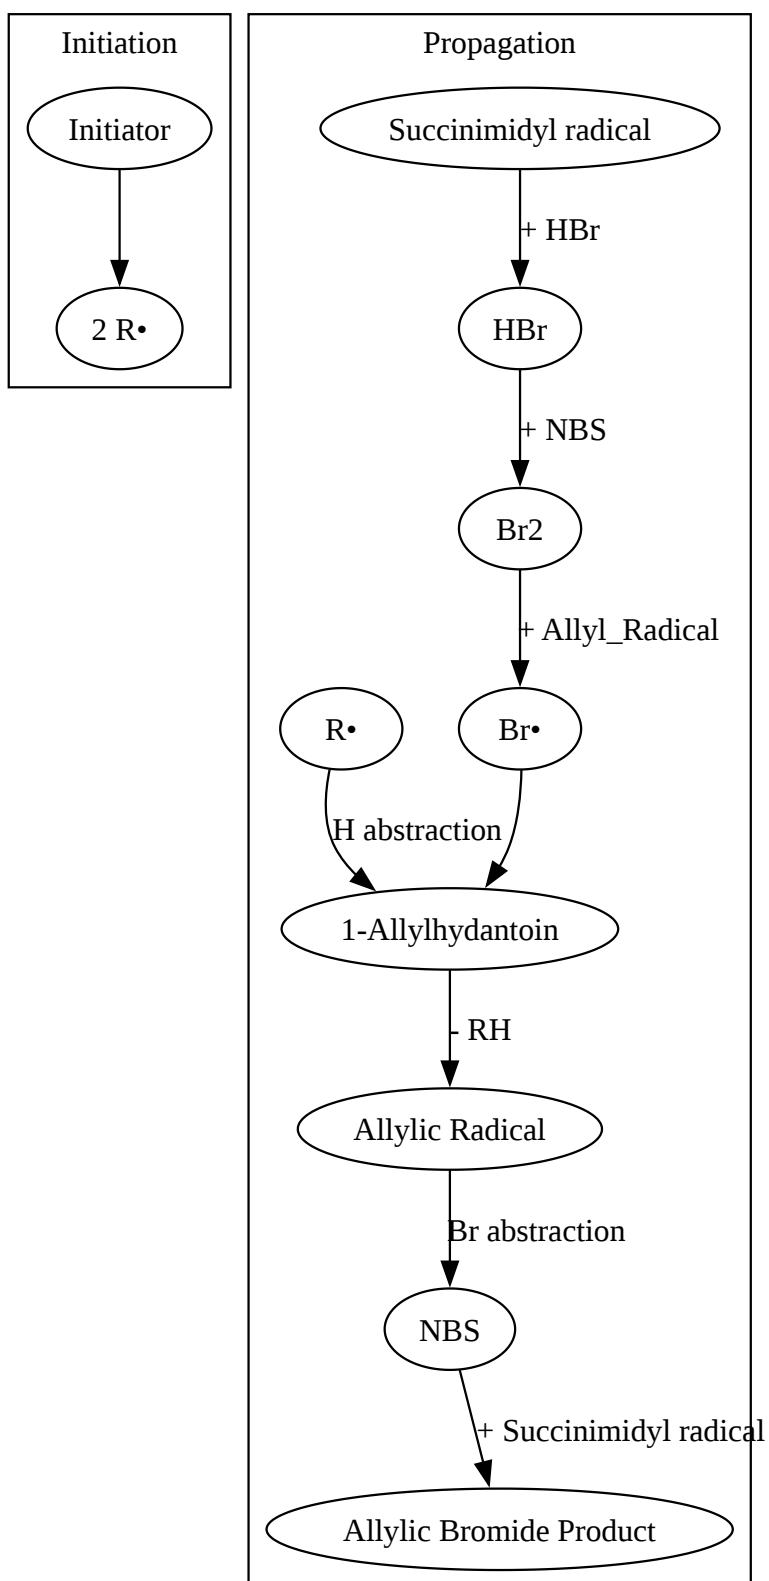 Initiation
Initiator
2 R•
Propagation
Succinimidyl radical
+ HBr
HBr
+ NBS
Br2
+ Allyl_Radical
R•
Br•
H abstraction
1-Allylhydantoin
- RH
Allylic Radical
Br abstraction
NBS
+ Succinimidyl radical
Allylic Bromide Product